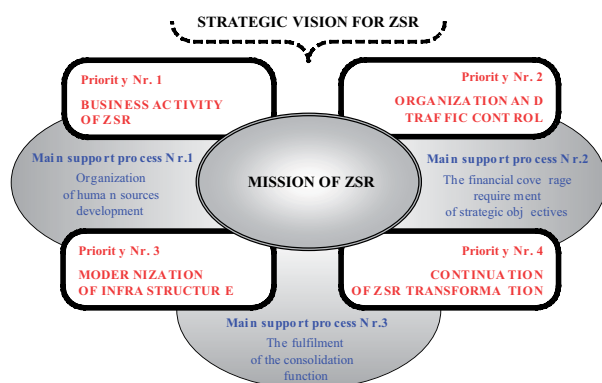 STRATEGIC VISION FOR ZSR
Priority Nr. 1
BUSINESS ACTIVITY
OF ZSR
Priority Nr. 2
ORGANIZATION AND
TRAFFIC CONTROL
Main support process Nr.1
Organization
of human sources
development
MISSION OF ZSR
Main support process Nr.2
The financial coverage
requirement
of strategic objectives
Priority Nr. 3
MODERNIZATION
OF INFRASTRUCTURE
Priority Nr. 4
CONTINUATION
OF ZSR TRANSFORMATION
Main support process Nr.3
The fulfilment
of the consolidation
function